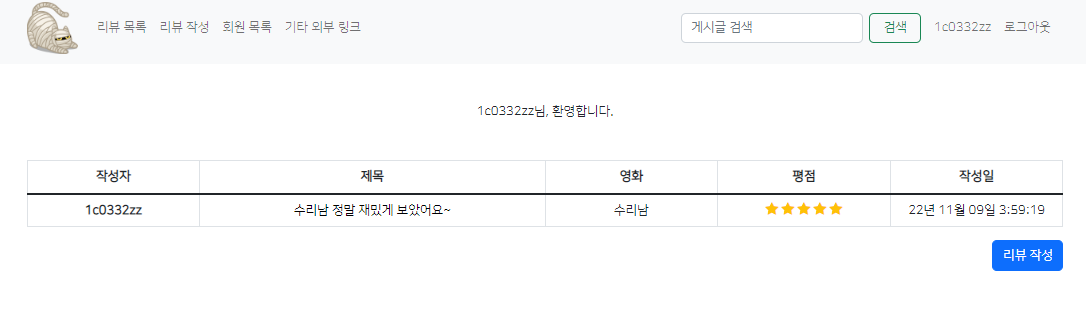 리뷰 목록 리뷰 작성 회원 목록 기타 외부 링크 게시글 검색 검색 1c0332zz 로그아웃
1c0332zz님, 환영합니다.
작성자 제목 영화 평점 작성일
1c0332zz 수리남 정말 재밌게 보았어요~ 수리남 22년 11월 09일 3:59:19
리뷰 작성